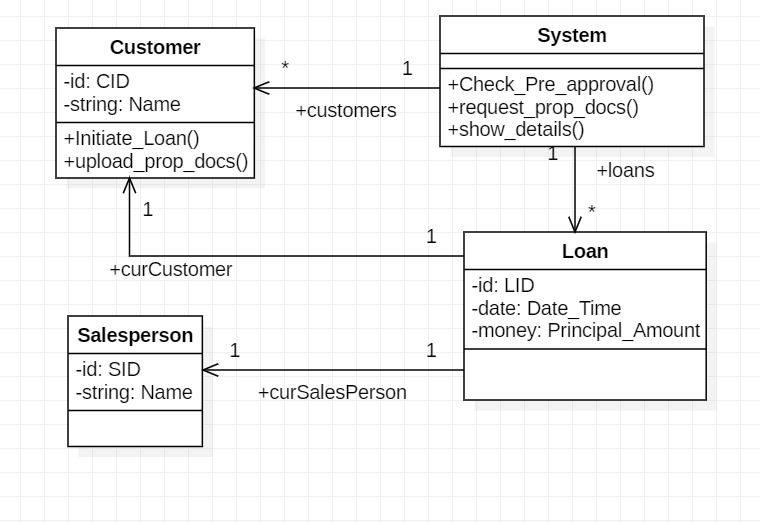 Customer
-id: CID
-string: Name
+Initiate_Loan()
+upload_prop_docs()
System
+Check_Pre_approval()
+request_prop_docs()
+show_details()
*
1
+customers
1
+loans
*
1
1
+curCustomer
Loan
-id: LID
-date: Date_Time
-money: Principal_Amount
Salesperson
-id: SID
-string: Name
1
1
+curSalesPerson